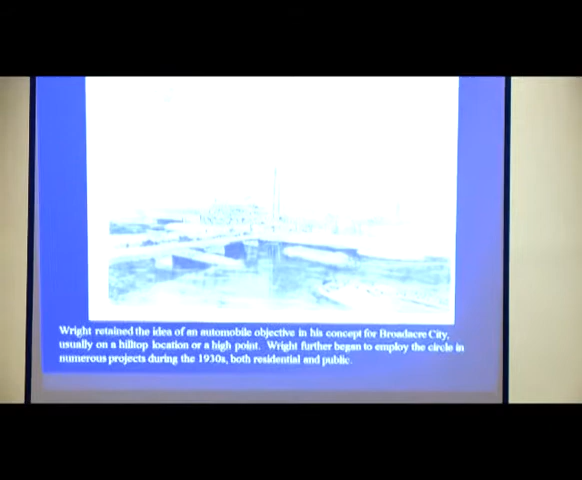 Wright retained the idea of an automobile objective in his concept for Broadacre City,
usually on a hilltop location or a high point. Wright further began to employ the circle in
numerous projects during the 1930s, both residential and public.